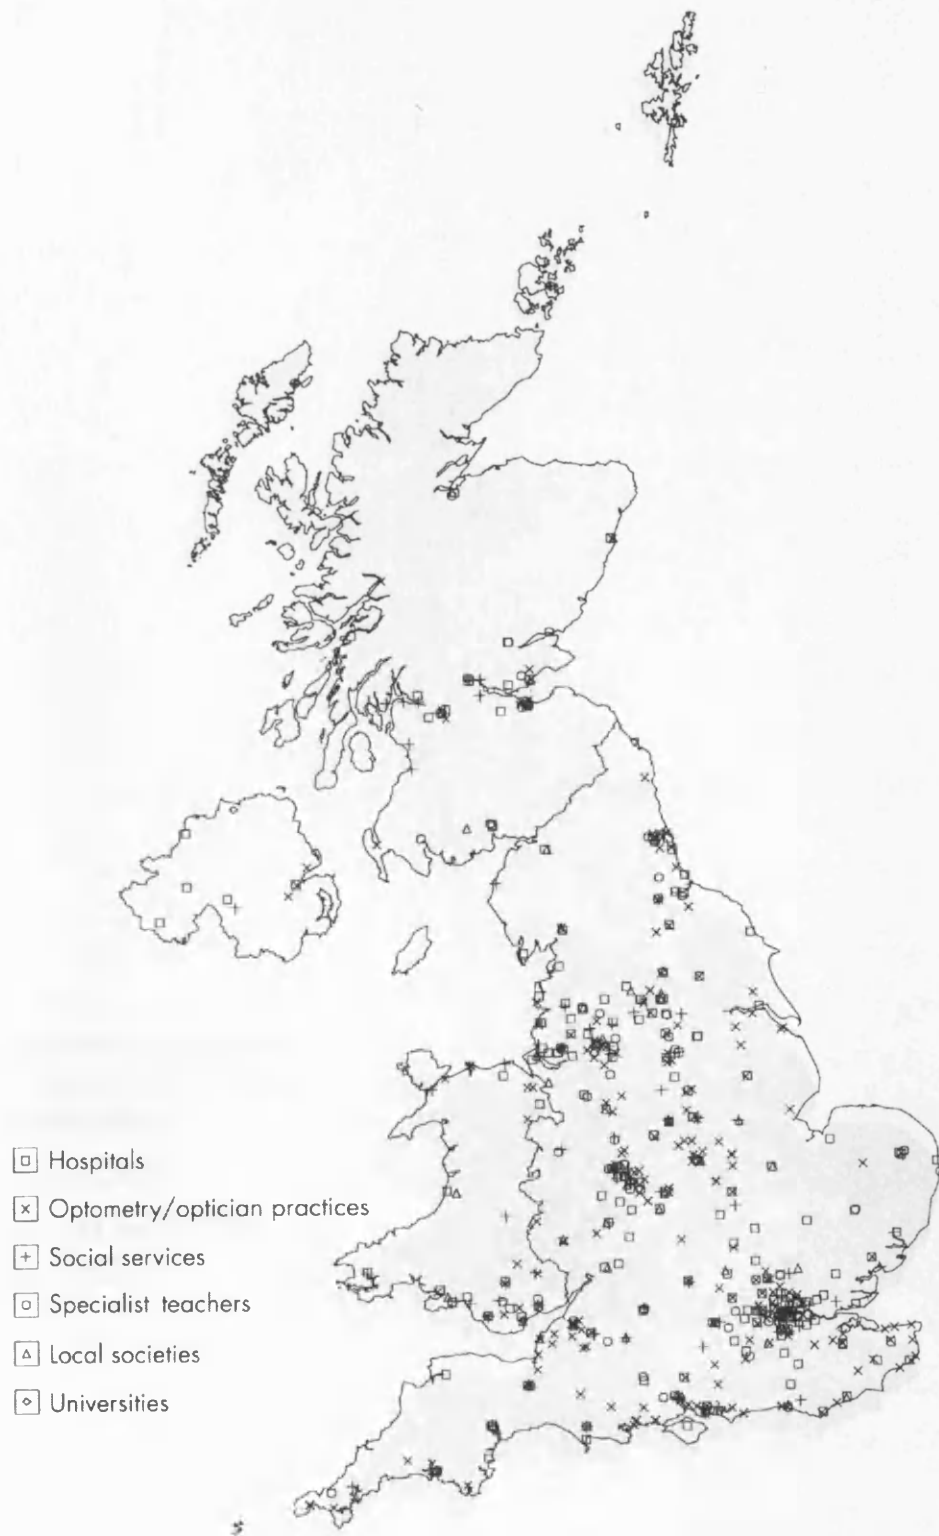 Hospitals
Optometry/optician practices
Social services
Specialist teachers
Local societies
Universities